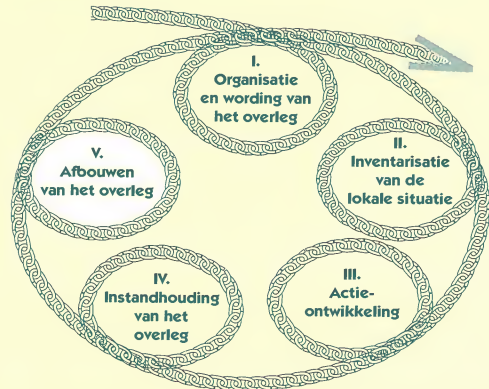 I.
Organisatie
en wording van
het overleg
II.
Inventarisatie
van de
lokale situatie
III.
Actie-
ontwikkeling
IV.
Instandhouding
van het
overleg
V.
Afbouwen
van het overleg